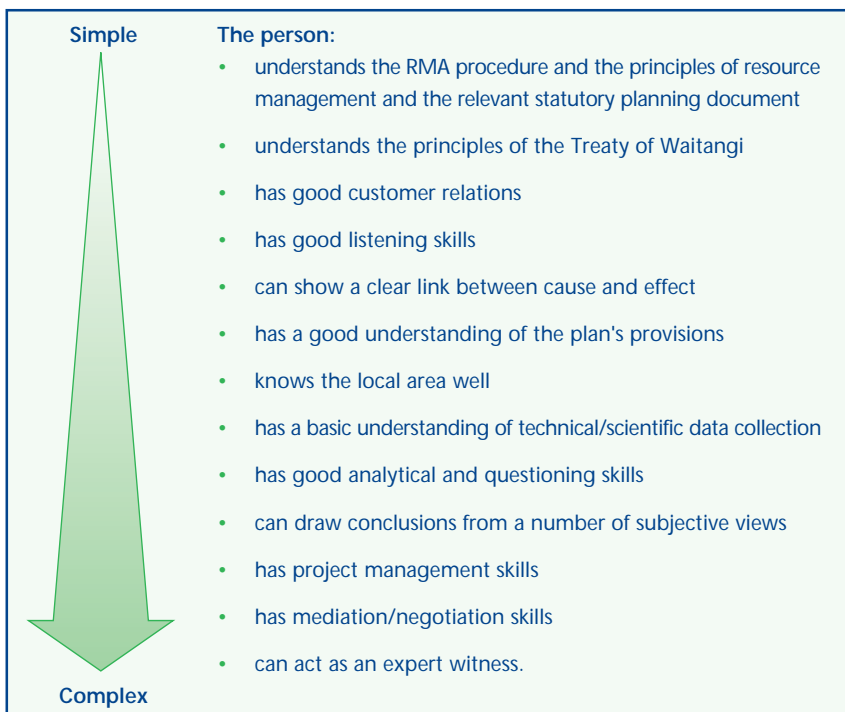 Simple
The person:
• understands the RMA procedure and the principles of resource
management and the relevant statutory planning document
• understands the principles of the Treaty of Waitangi
• has good customer relations
• has good listening skills
• can show a clear link between cause and effect
• has a good understanding of the plan's provisions
• knows the local area well
• has a basic understanding of technical/scientific data collection
• has good analytical and questioning skills
• can draw conclusions from a number of subjective views
• has project management skills
• has mediation/negotiation skills
• can act as an expert witness.
Complex